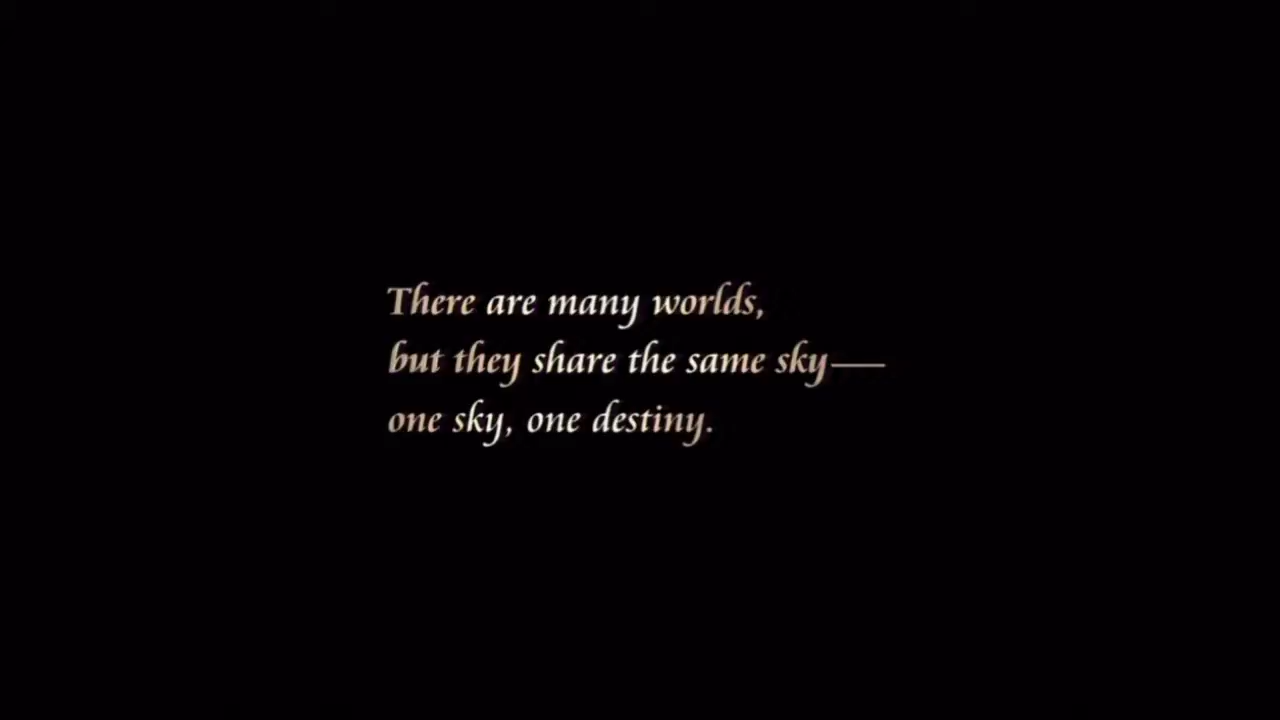 There are many worlds,
but they share the same sky—
one sky, one destiny.